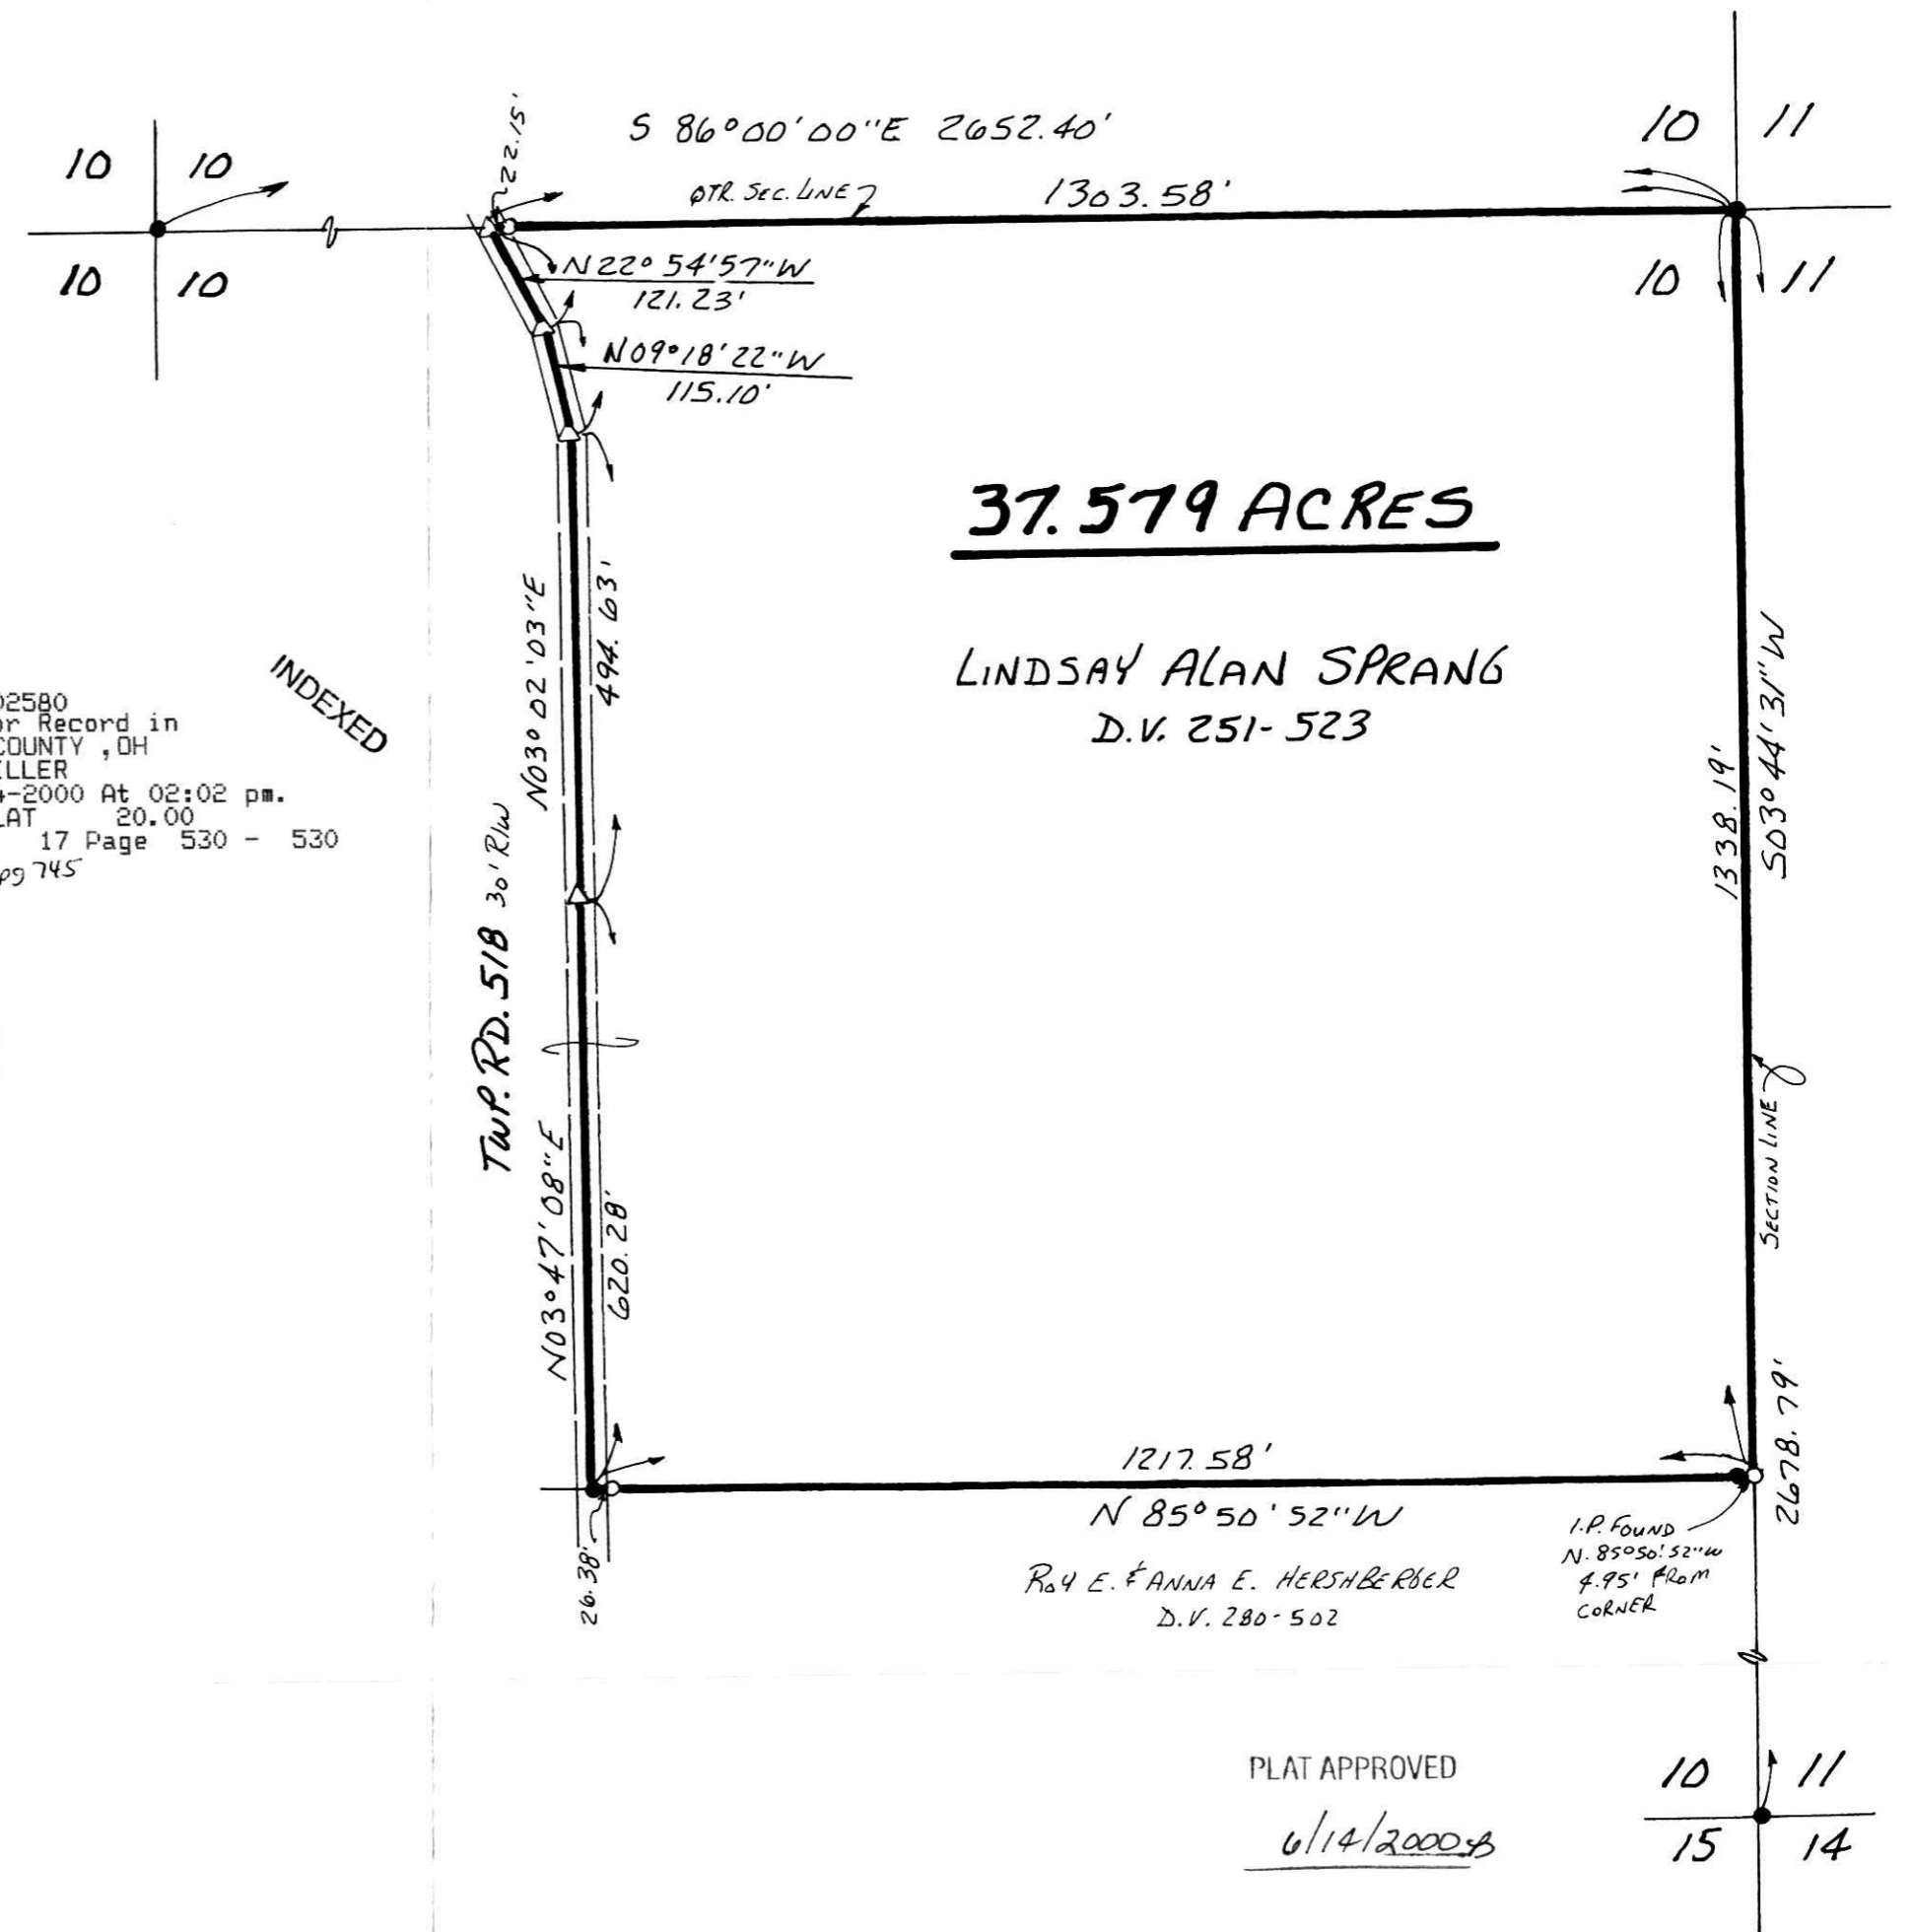 S 86°00'00"E 2652.40'
22.15'
QTR. SEC. LINE
1303.58'
10 10
10 10
10 11
10 11
N22°54'57"W
121.23'
N09°18'22"W
115.10'
37.579 ACRES
LINDSAY ALAN SPRANG
D.V. 251-523
N03°02'03"E
494.63'
INDEXED
02580
or Record in
COUNTY ,OH
ELLER
4-2000 At 02:02 pm.
LAT 20.00
17 Page 530 - 530
pg 745
TWP. RD. 518 30' R/W
N03°47'08"E
620.28'
1338.19'
S03°44'31"W
SECTION LINE
2678.79'
1217.58'
N 85°50'52"W
26.38'
ROY E. & ANNA E. HERSHBERGER
D.V. 280-502
I.P. FOUND
N. 85°50'52"W
4.95' FROM
CORNER
PLAT APPROVED
6/14/2000
10 11
15 14